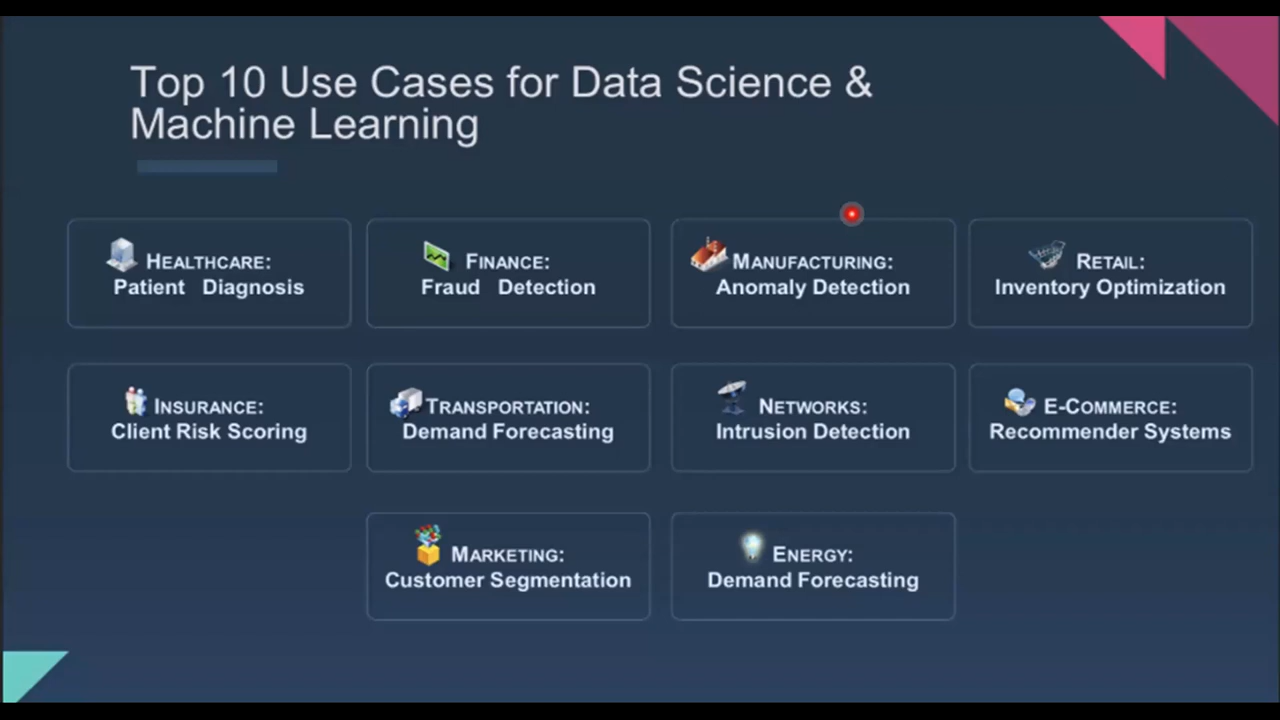 Top 10 Use Cases for Data Science &
Machine Learning
HEALTHCARE:
Patient Diagnosis
FINANCE:
Fraud Detection
MANUFACTURING:
Anomaly Detection
RETAIL:
Inventory Optimization
INSURANCE:
Client Risk Scoring
TRANSPORTATION:
Demand Forecasting
NETWORKS:
Intrusion Detection
E-COMMERCE:
Recommender Systems
MARKETING:
Customer Segmentation
ENERGY:
Demand Forecasting